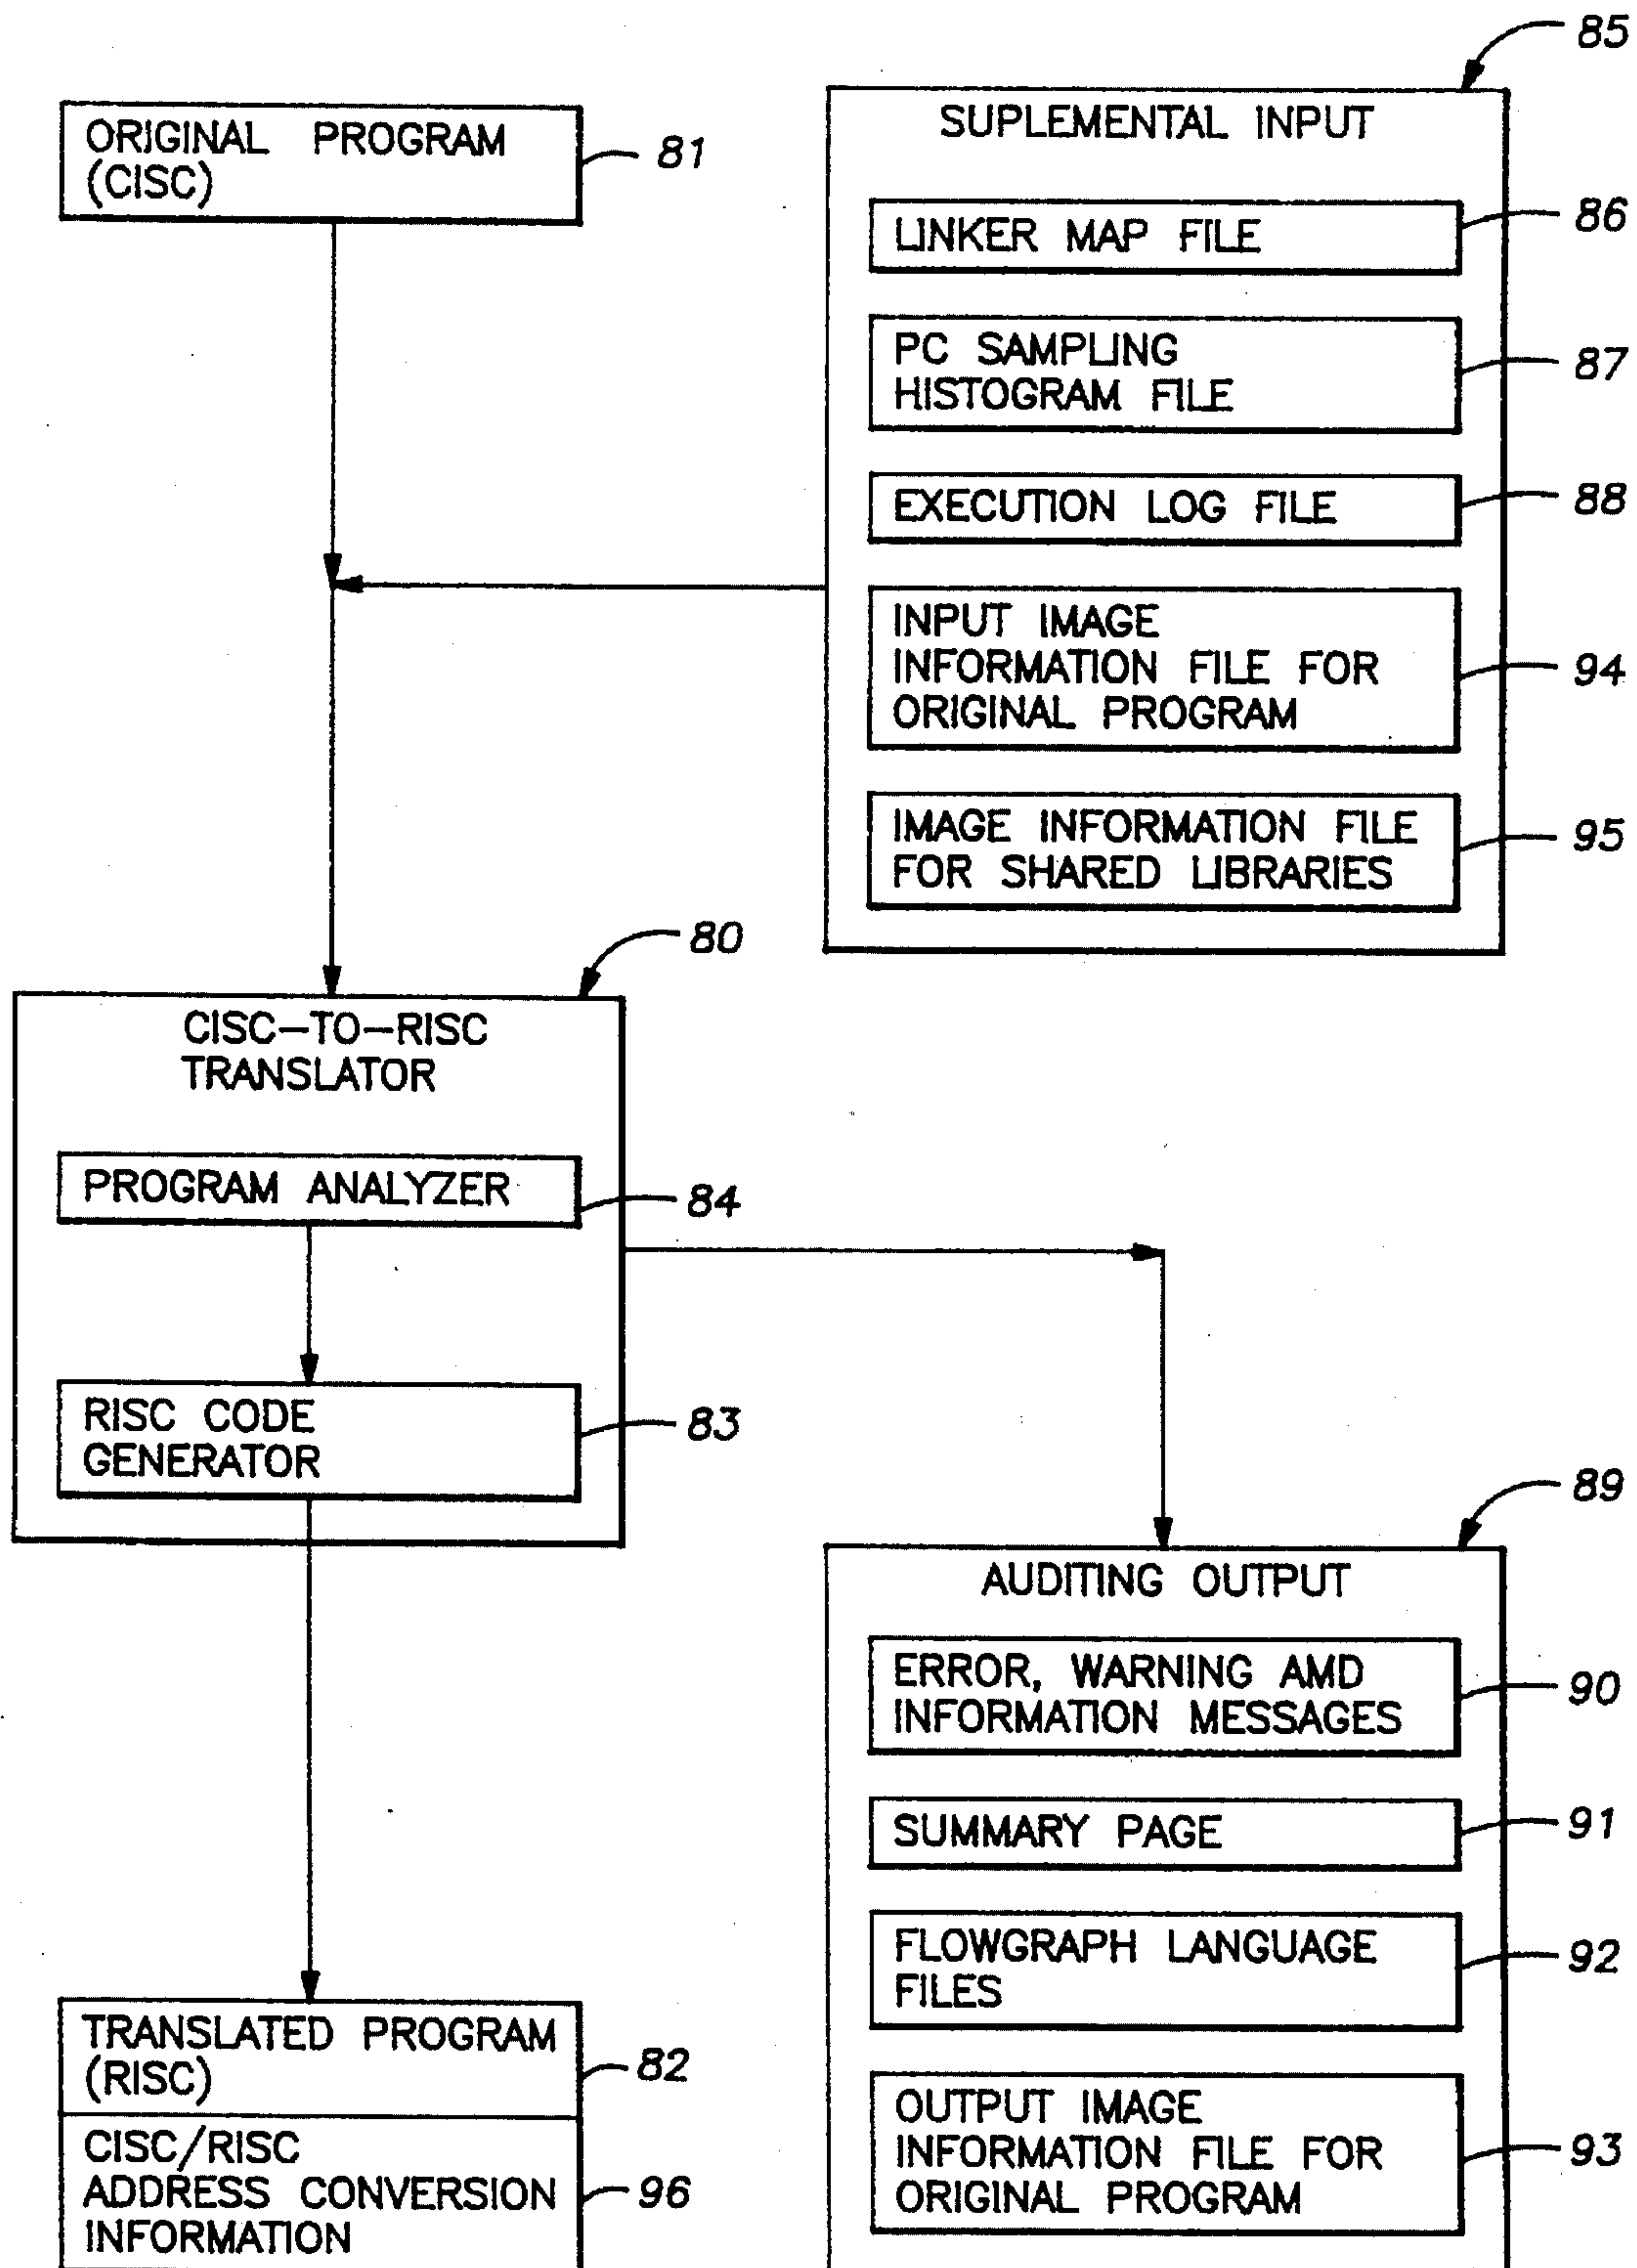 85
ORIGINAL PROGRAM
(CISC)
81
SUPLEMENTAL INPUT
LINKER MAP FILE
86
PC SAMPLING
HISTOGRAM FILE
87
EXECUTION LOG FILE
88
INPUT IMAGE
INFORMATION FILE FOR
ORIGINAL PROGRAM
94
IMAGE INFORMATION FILE
FOR SHARED LIBRARIES
95
80
CISC-TO-RISC
TRANSLATOR
PROGRAM ANALYZER
84
RISC CODE
GENERATOR
83
89
AUDITING OUTPUT
ERROR, WARNING AMD
INFORMATION MESSAGES
90
SUMMARY PAGE
91
FLOWGRAPH LANGUAGE
FILES
92
OUTPUT IMAGE
INFORMATION FILE FOR
ORIGINAL PROGRAM
93
TRANSLATED PROGRAM
(RISC)
82
CISC/RISC
ADDRESS CONVERSION
INFORMATION
96